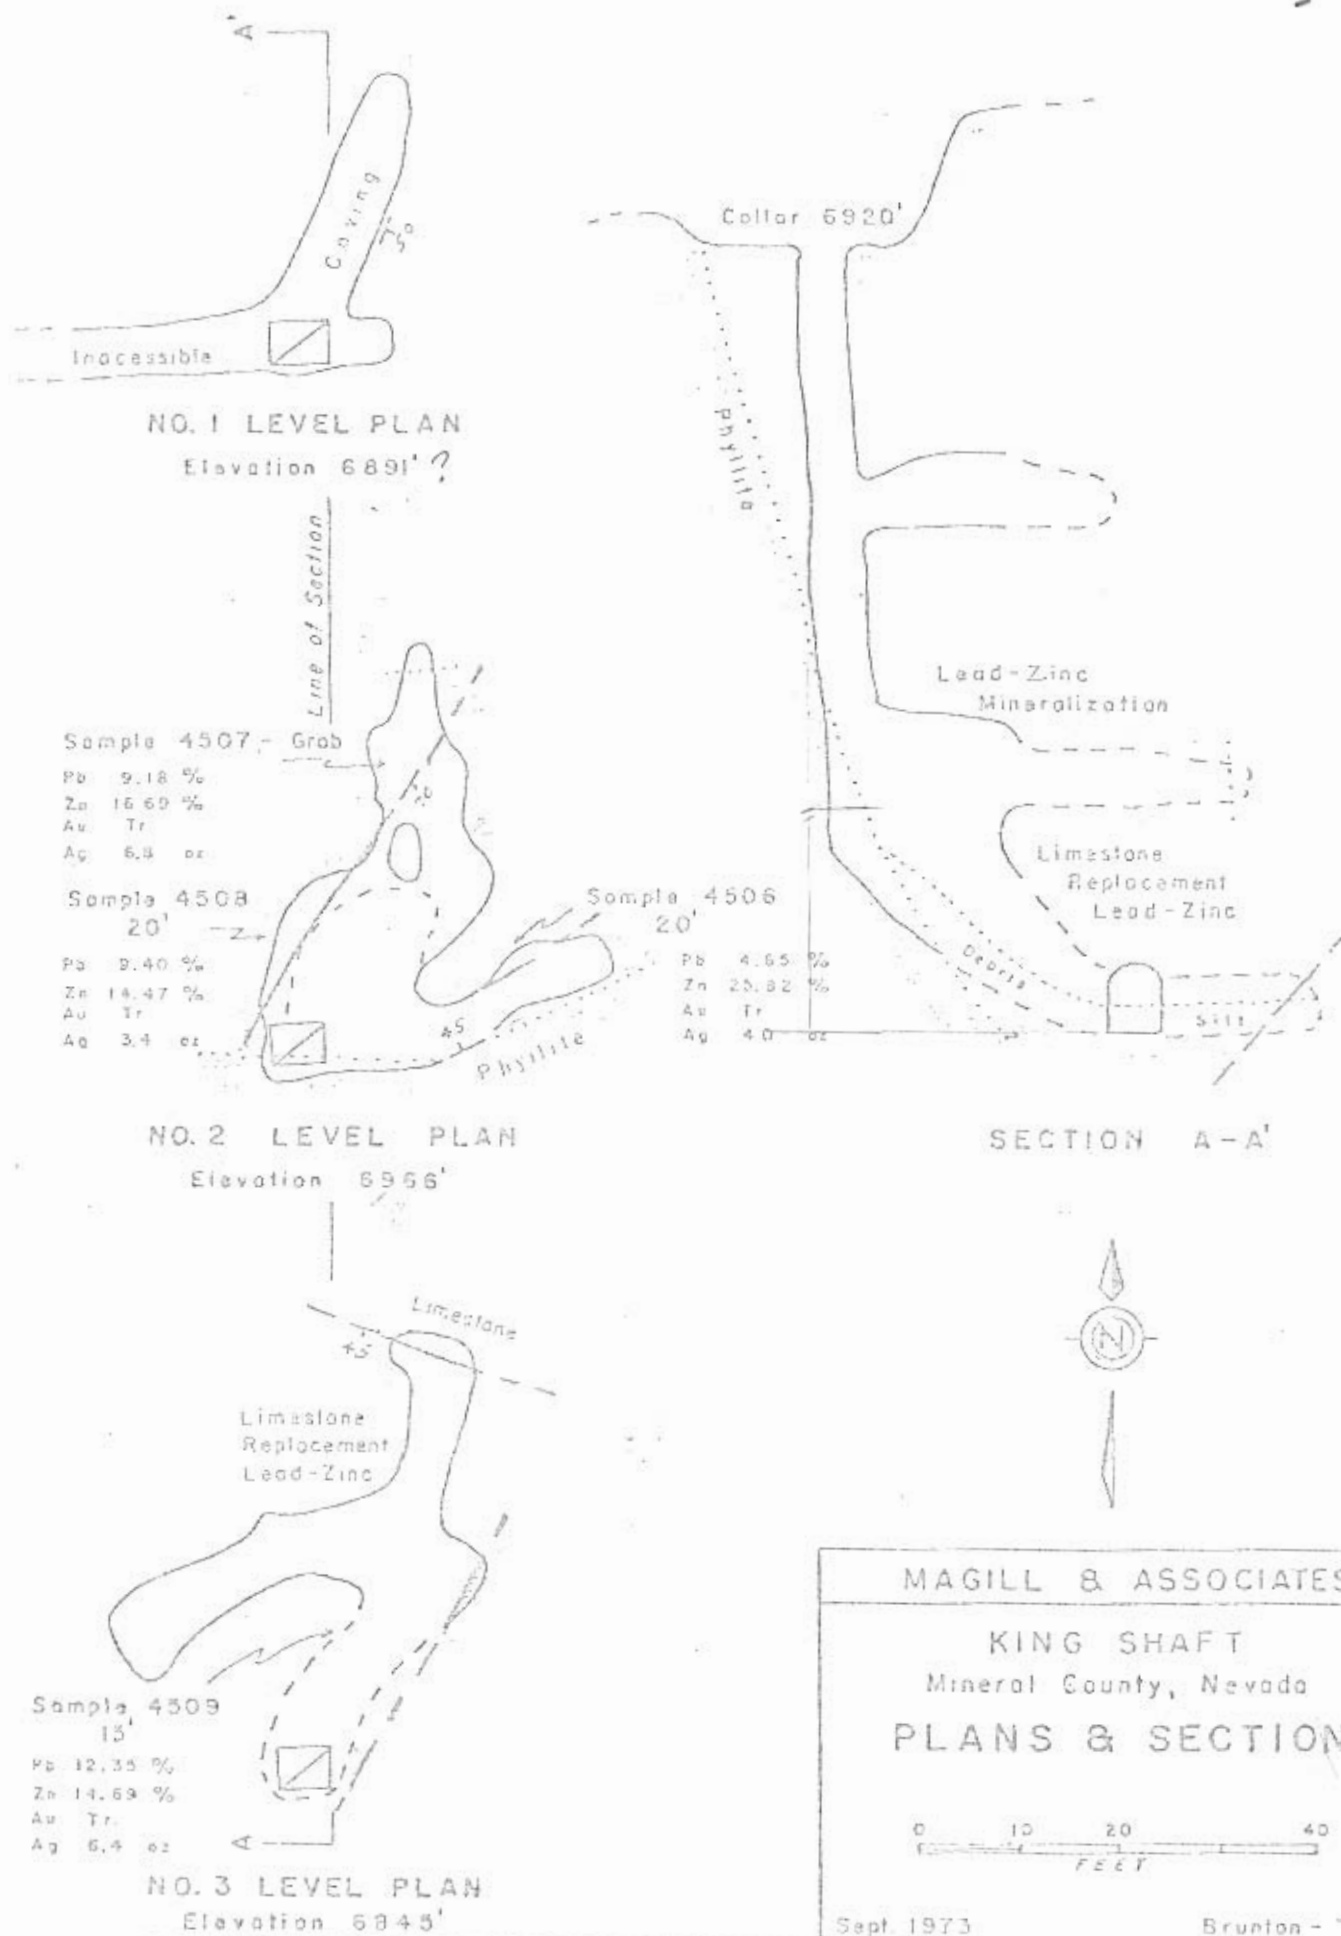 A'
Caving
75°
Inacessible
NO. 1 LEVEL PLAN
Elevation 6891' ?
Line of Section
Sample 4507 - Grab
Pb 9.18 %
Zn 16.69 %
Au Tr
Ag oz
Sample 4508
20'
Pb 9.40 %
Zn 14.47 %
Au Tr
Ag 3.4 oz
Sample 4506
20'
Pb 4.65 %
Zn 25.82 %
Au Tr
Ag 4.0 oz
45
Phyllite
NO. 2 LEVEL PLAN
Elevation 6966'
45
Limestone
Limestone
Replacement
Lead-Zinc
Sample 4509
15'
Pb 12.35 %
Zn 14.69 %
Au Tr.
Ag 6.4 oz
A
NO. 3 LEVEL PLAN
Elevation 6845'
Collar 6920'
Phyllite
Lead-Zinc
Mineralization
Limestone
Replacement
Lead-Zinc
Debris
Silt
SECTION A-A'
N
MAGILL & ASSOCIATES
KING SHAFT
Mineral County, Nevada
PLANS & SECTION
0 10 20 40
FEET
Sept. 1973 Brunton -